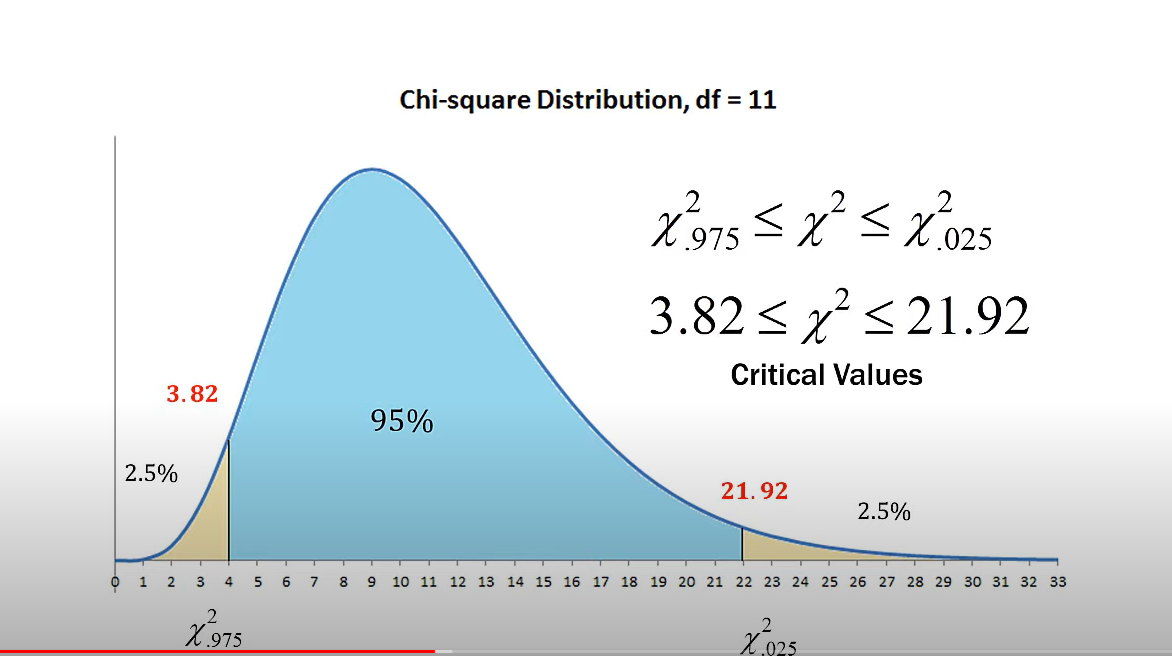 Chi-square Distribution, df = 11
χ².975 ≤ χ² ≤ χ².025
3.82 ≤ χ² ≤ 21.92
Critical Values
3.82
95%
2.5%
21.92
2.5%
0 1 2 3 4 5 6 7 8 9 10 11 12 13 14 15 16 17 18 19 20 21 22 23 24 25 26 27 28 29 30 31 32 33
χ².975
χ².025